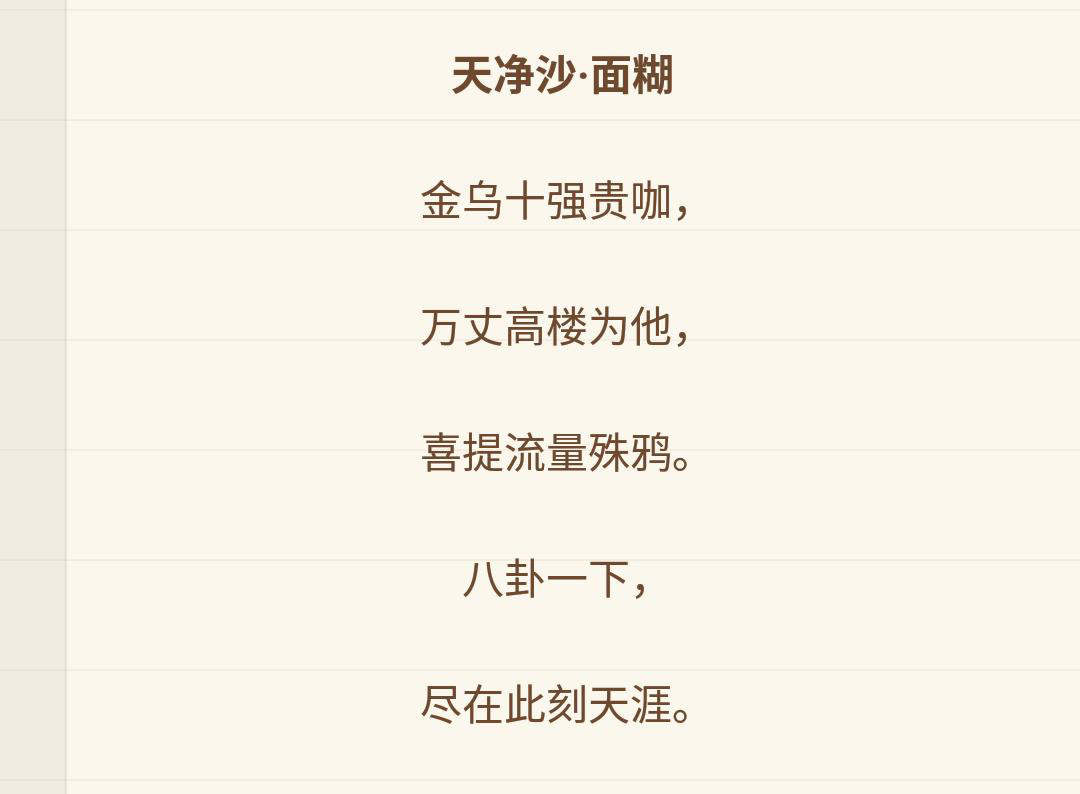 天净沙·面糊
金乌十强贵咖，
万丈高楼为他，
喜提流量殊鸦。
八卦一下，
尽在此刻天涯。